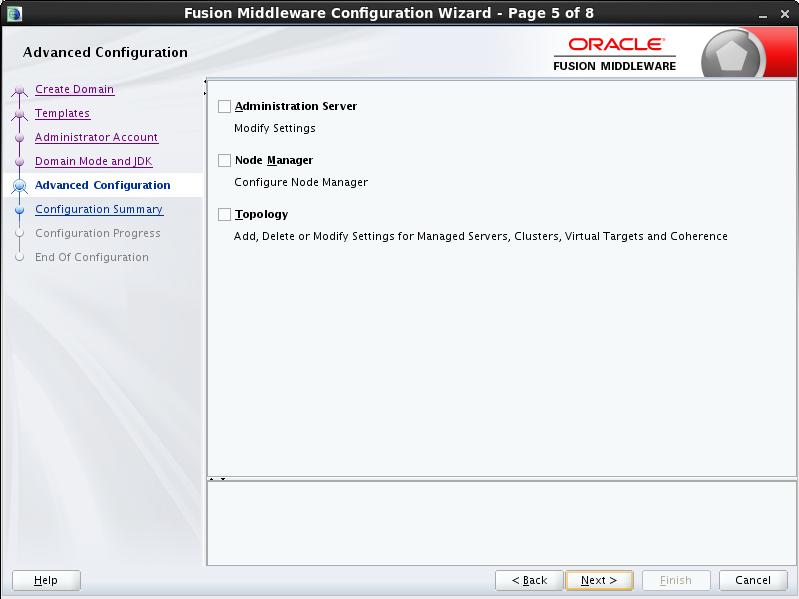 Fusion Middleware Configuration Wizard - Page 5 of 8
Advanced Configuration
ORACLE
FUSION MIDDLEWARE
Create Domain
Templates
Administrator Account
Domain Mode and JDK
Advanced Configuration
Configuration Summary
Configuration Progress
End Of Configuration
Administration Server
Modify Settings
Node Manager
Configure Node Manager
Topology
Add, Delete or Modify Settings for Managed Servers, Clusters, Virtual Targets and Coherence
Help
< Back
Next >
Finish
Cancel